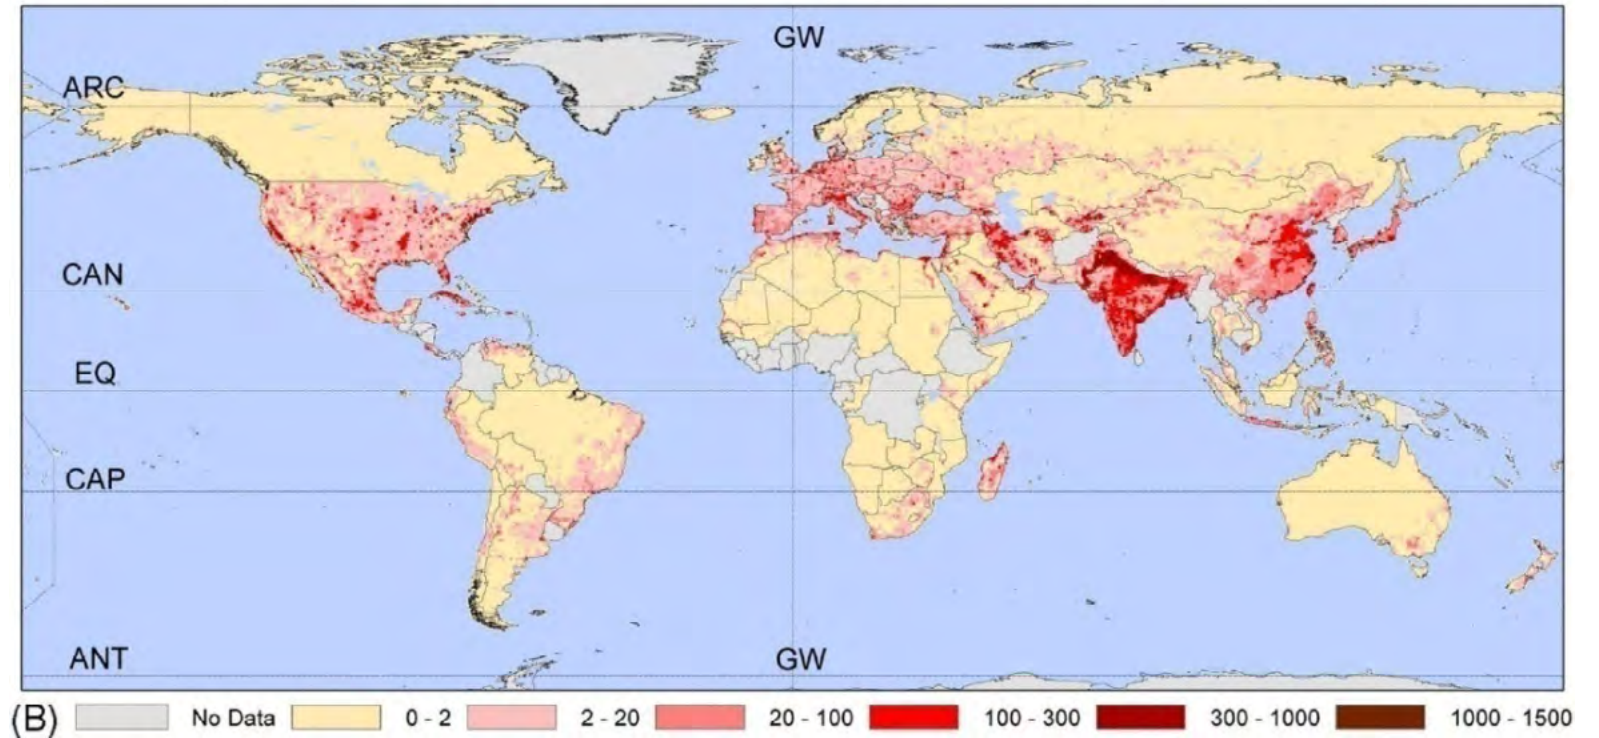 GW
ARC
CAN
EQ
CAP
ANT
GW
(B) No Data 0 - 2 2 - 20 20 - 100 100 - 300 300 - 1000 1000 - 1500